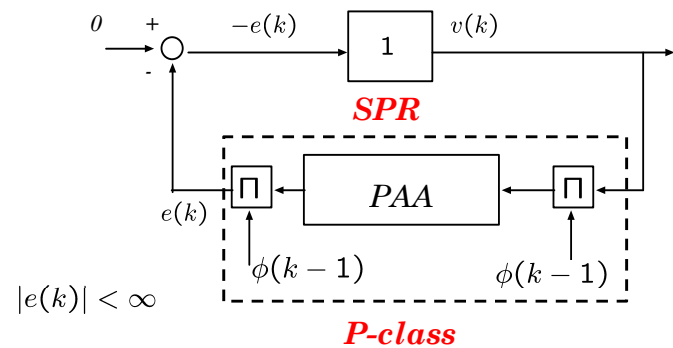 0 + −e(k) v(k)
1
-
SPR
∏ PAA ∏
e(k)
ϕ(k − 1) ϕ(k − 1)
|e(k)| < ∞
P-class